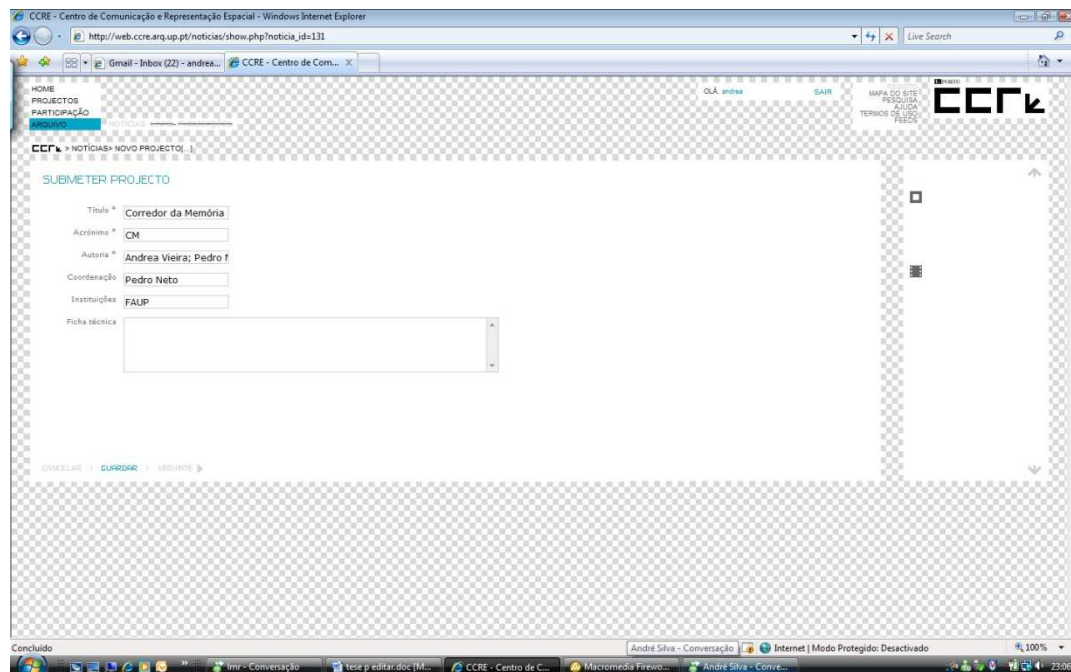 CCRE - Centro de Comunicação e Representação Espacial - Windows Internet Explorer
http://web.ccre.arq.up.pt/noticias/show.php?noticia_id=131
Live Search
Gmail - Inbox (22) - andrea...
CCRE - Centro de Com...
HOME
PROJECTOS
PARTICIPAÇÃO
ARQUIVO
NOTÍCIAS
OLÁ, andrea
SAIR
MAPA DO SITE
PESQUISA
AJUDA
TERMOS DE USO
FEEDS
CCRE
CCRE > NOTÍCIAS> NOVO PROJECTO[...]
SUBMETER PROJECTO
Título * Corredor da Memória
Acrónimo * CM
Autoria * Andrea Vieira; Pedro N
Coordenação Pedro Neto
Instituições FAUP
Ficha técnica
CANCELAR | GUARDAR | SEGUINTE
Concluído
André Silva - Conversação
Internet | Modo Protegido: Desactivado
100%
lmr - Conversação
tese p editar.doc [M...
CCRE - Centro de C...
Macromedia Firewo...
André Silva - Conve...
23:06